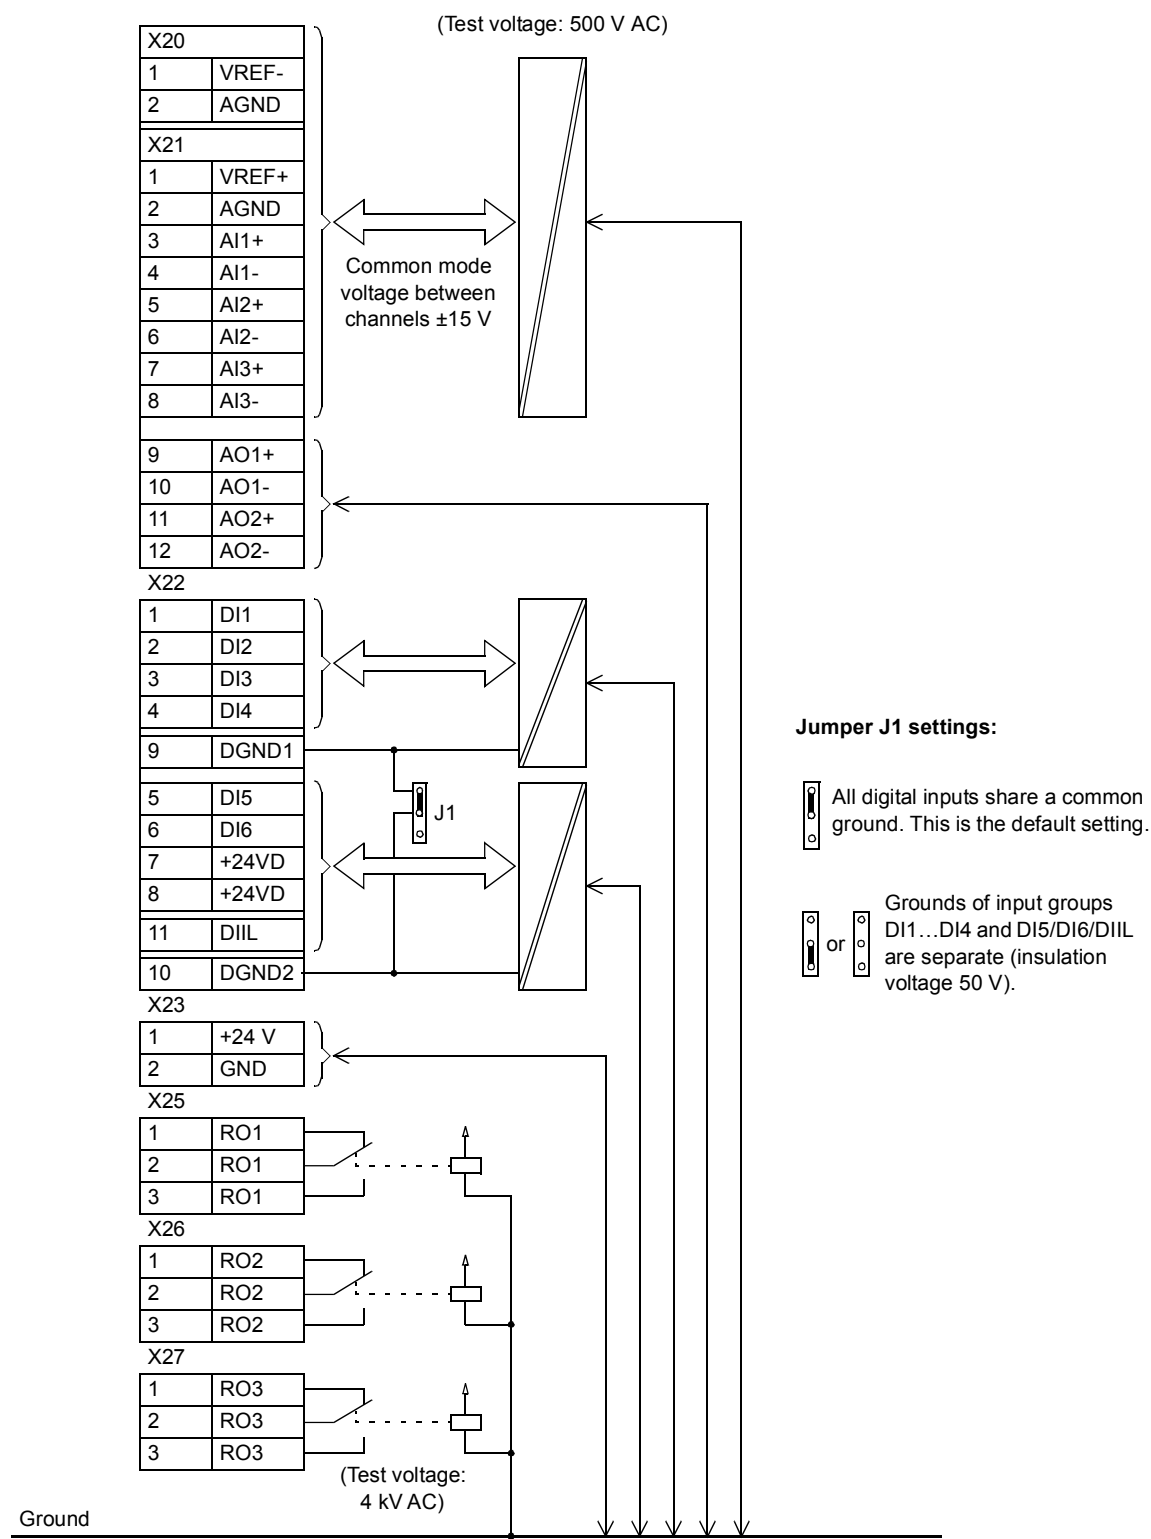 (Test voltage: 500 V AC)
X20
1 VREF-
2 AGND
X21
1 VREF+
2 AGND
3 AI1+
4 AI1-
5 AI2+
6 AI2-
7 AI3+
8 AI3-
Common mode
voltage between
channels ±15 V
9 AO1+
10 AO1-
11 AO2+
12 AO2-
X22
1 DI1
2 DI2
3 DI3
4 DI4
9 DGND1
5 DI5
6 DI6
7 +24VD
8 +24VD
11 DIIL
10 DGND2
J1
Jumper J1 settings:
All digital inputs share a common
ground. This is the default setting.
or
Grounds of input groups
DI1…DI4 and DI5/DI6/DIIL
are separate (insulation
voltage 50 V).
X23
1 +24 V
2 GND
X25
1 RO1
2 RO1
3 RO1
X26
1 RO2
2 RO2
3 RO2
X27
1 RO3
2 RO3
3 RO3
(Test voltage:
4 kV AC)
Ground